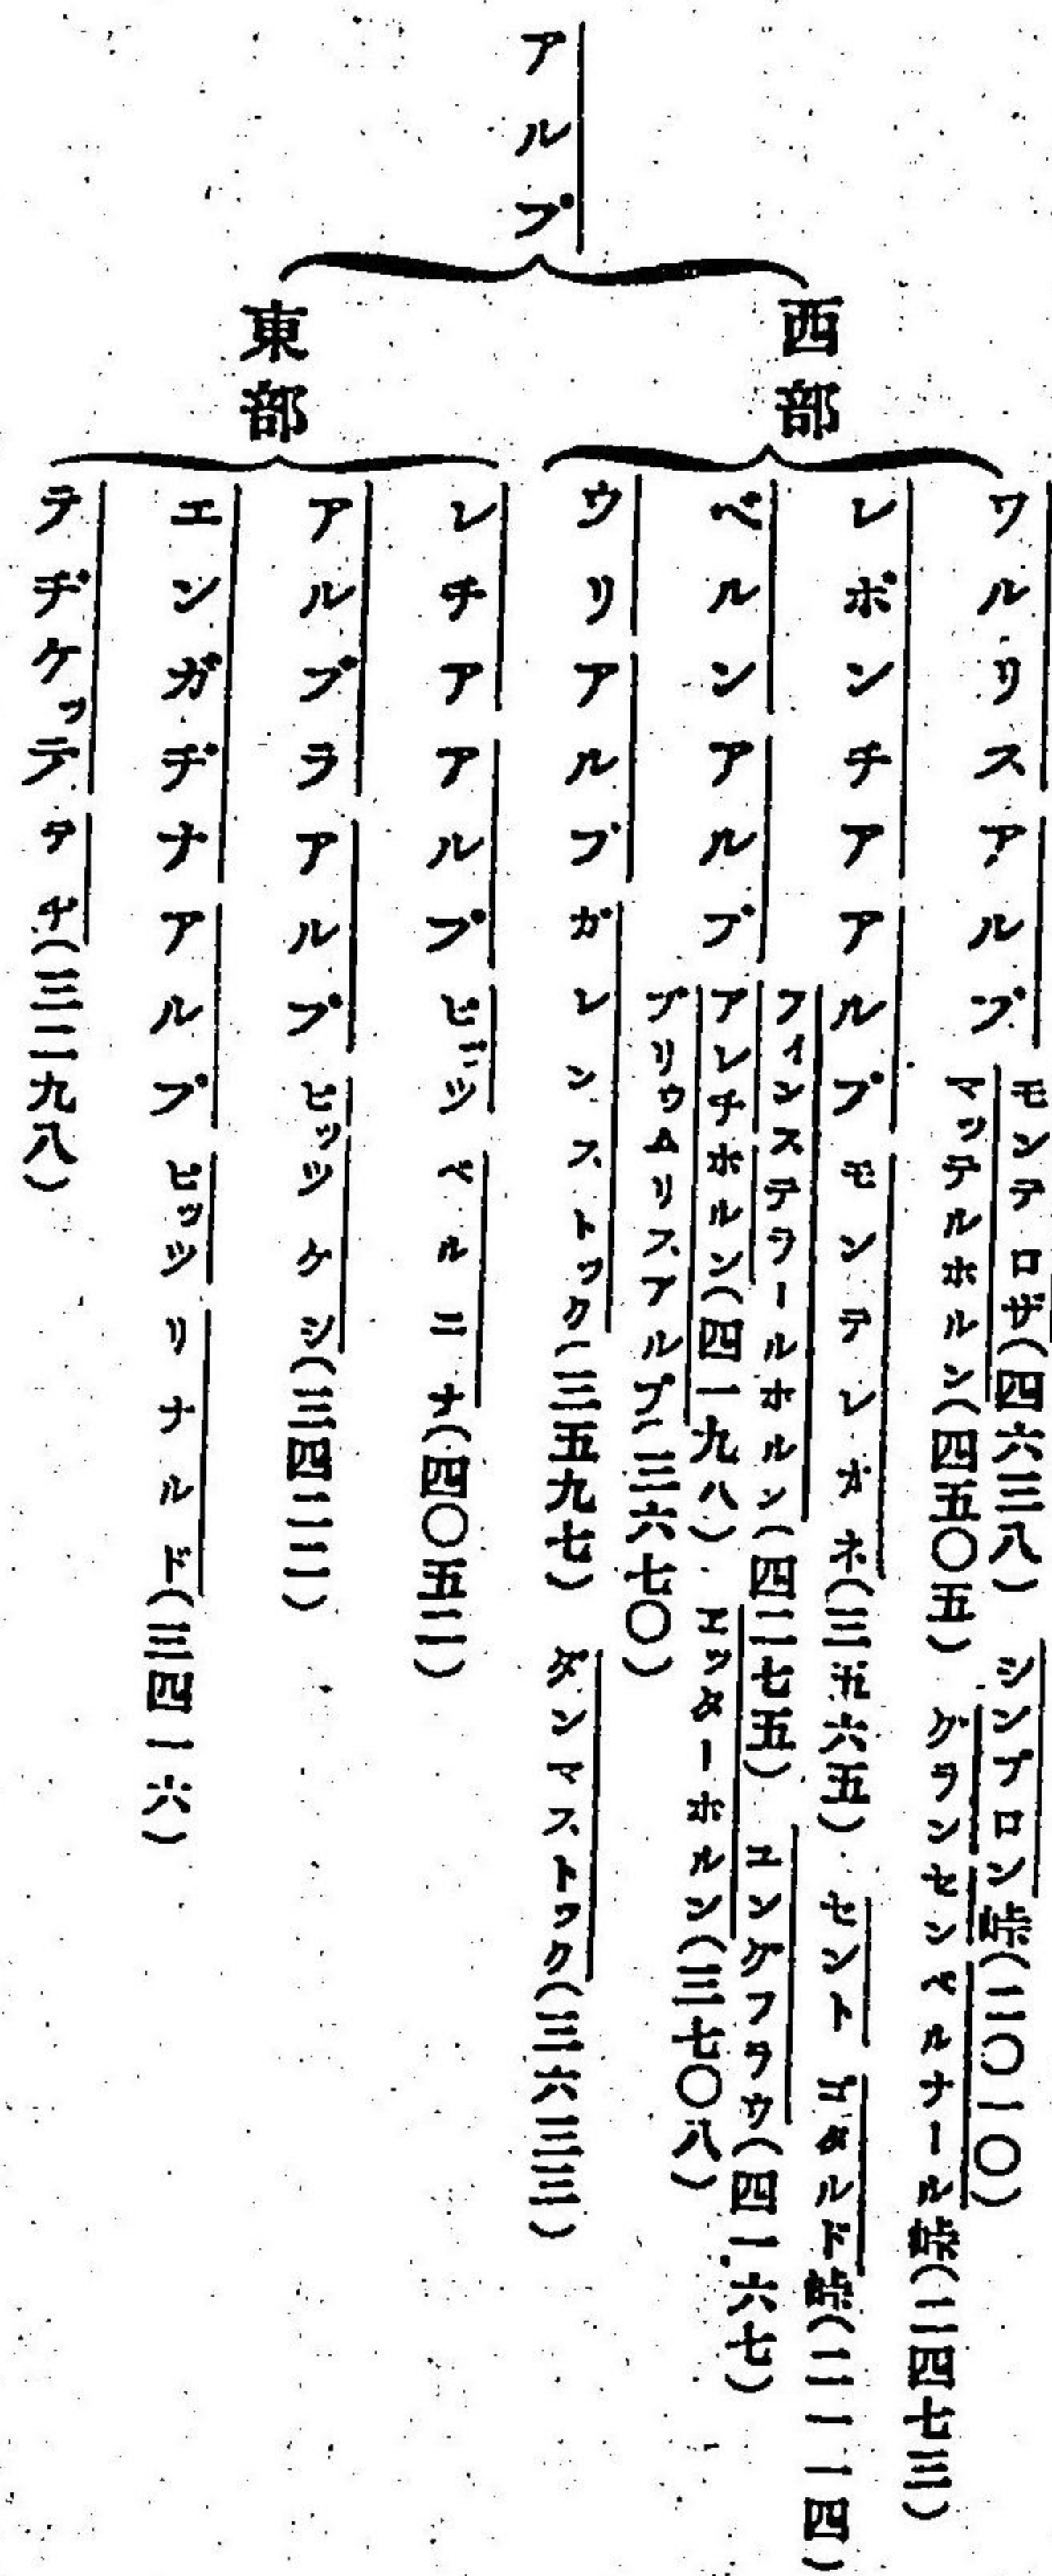 アルプ
西部
ワルリスアルプ
モンテロザ(四六三八) シンプロン峠(二〇一〇)
マッテルホルン(四五〇五) グランセンベルナール峠(二四七三)
レポンチアアルプ モンテレガネ(三五六五) セントゴタルド峠(二一一四)
ベルンアルプ
フィンステラールホルン(四二七五) ユングフラウ(四一六七)
アレチホルン(四一九八) エッターホルン(三七〇八)
ブリウムリスアルプ(三六七〇)
ウリアルプ ガレンストック(三五九七) ダンマストック(三六三三)
東部
レチアアルプ ピッツベルニナ(四〇五二)
アルブラアルプ ピッツケシ(三四二二)
エンガヂナアルプ ピッツリナルド(三四一六)
テヂケッテ テヂ(三二九八)